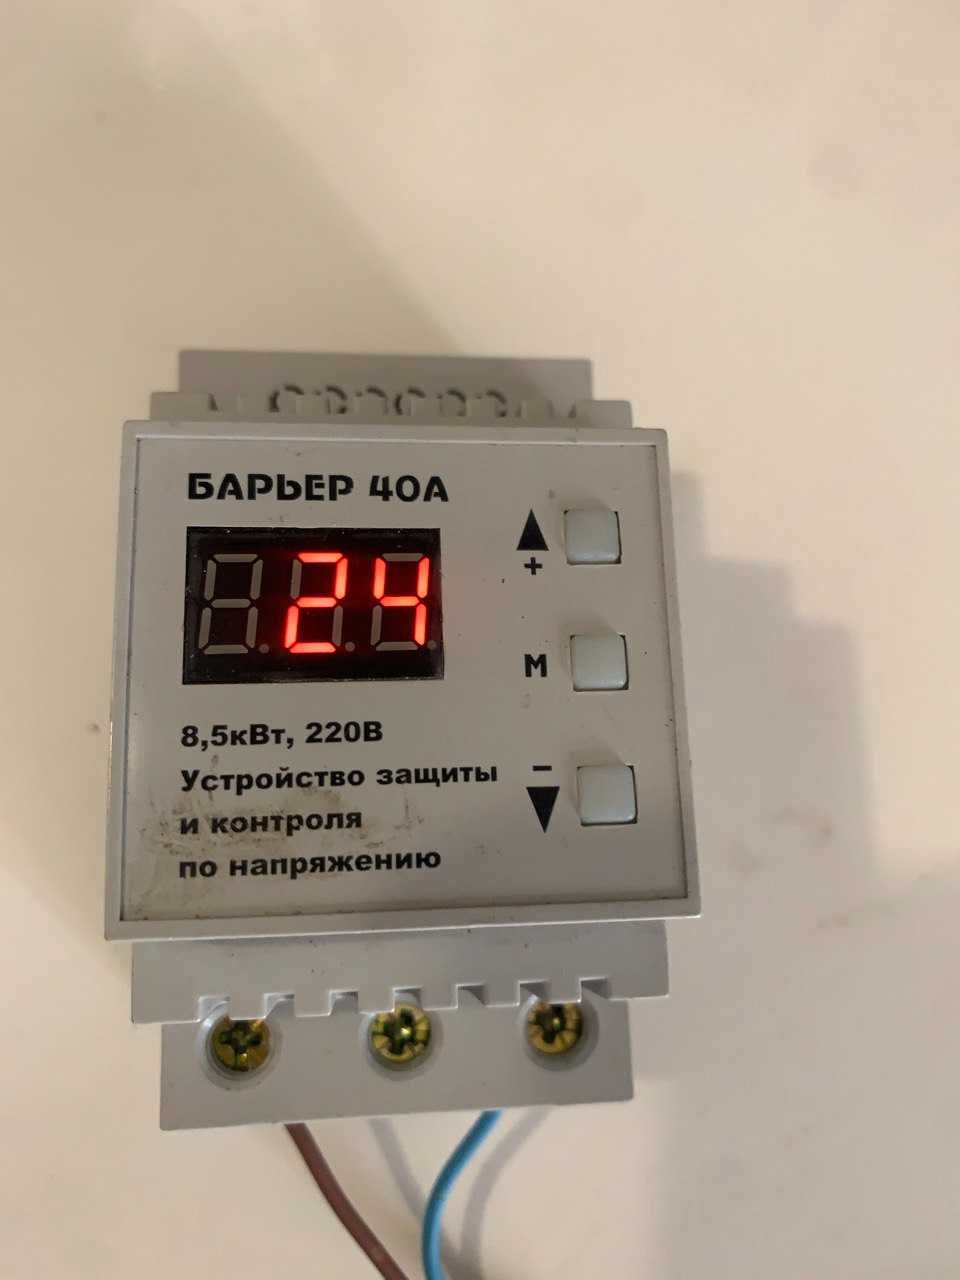 БАРЬЕР 40А
24
+
М
8,5кВт, 220В
Устройство защиты
и контроля
по напряжению
−